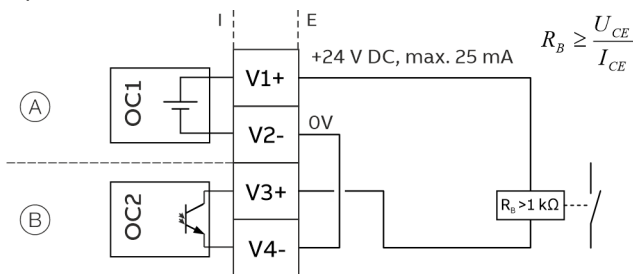 I E
+24 V DC, max. 25 mA
R_B ≥ U_CE / I_CE
A
OC1
V1+
V2-
0V
B
OC2
V3+
V4-
R_B >1 kΩ